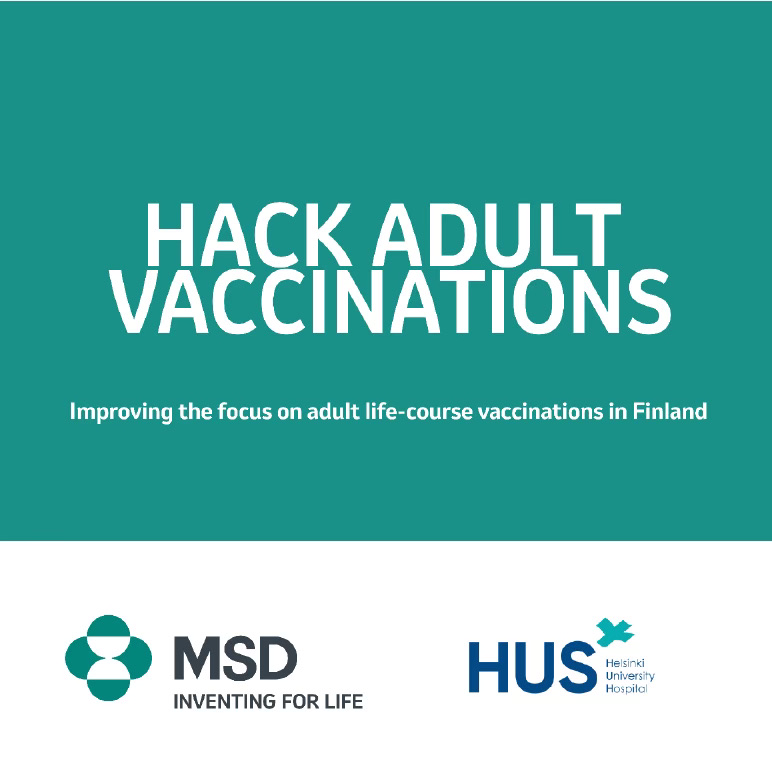 HACK ADULT
VACCINATIONS
Improving the focus on adult life-course vaccinations in Finland
MSD
INVENTING FOR LIFE
HUS
Helsinki
University
Hospital